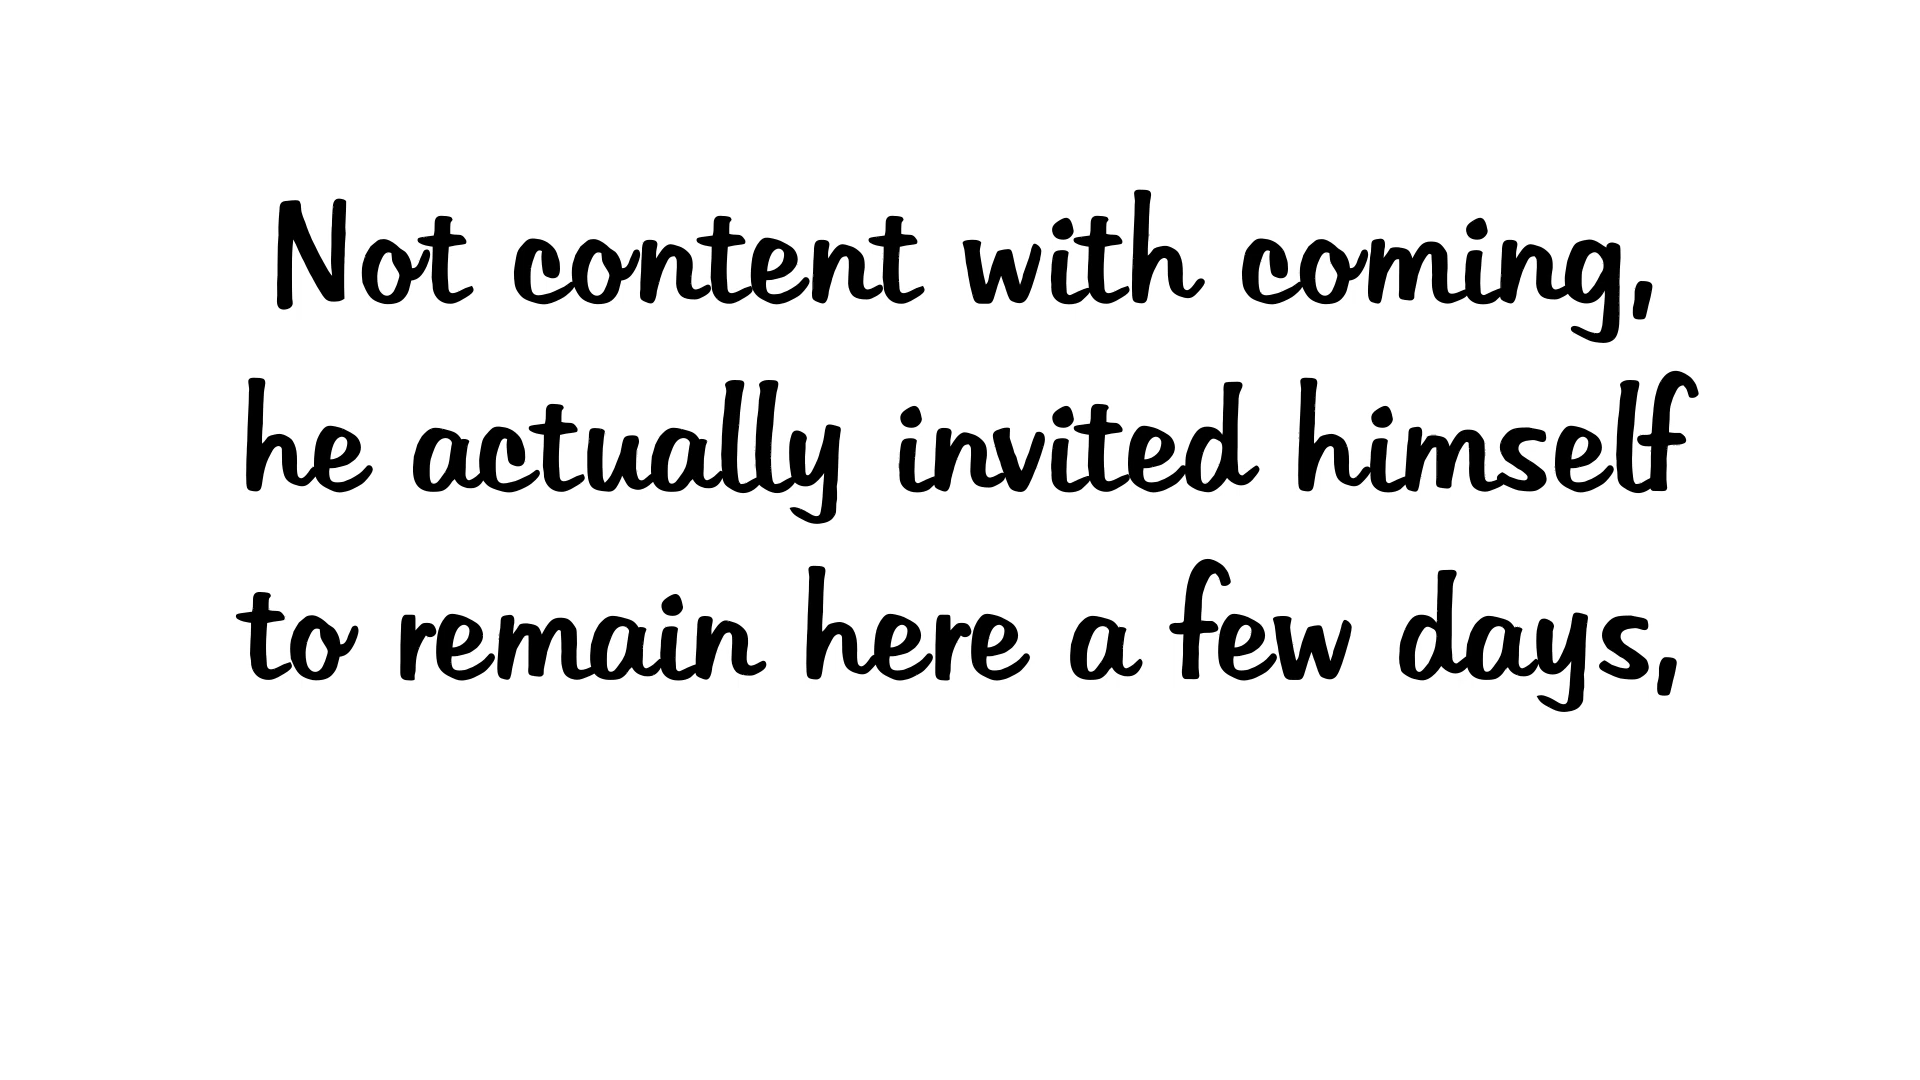 Not content with coming,
he actually invited himself
to remain here a few days,